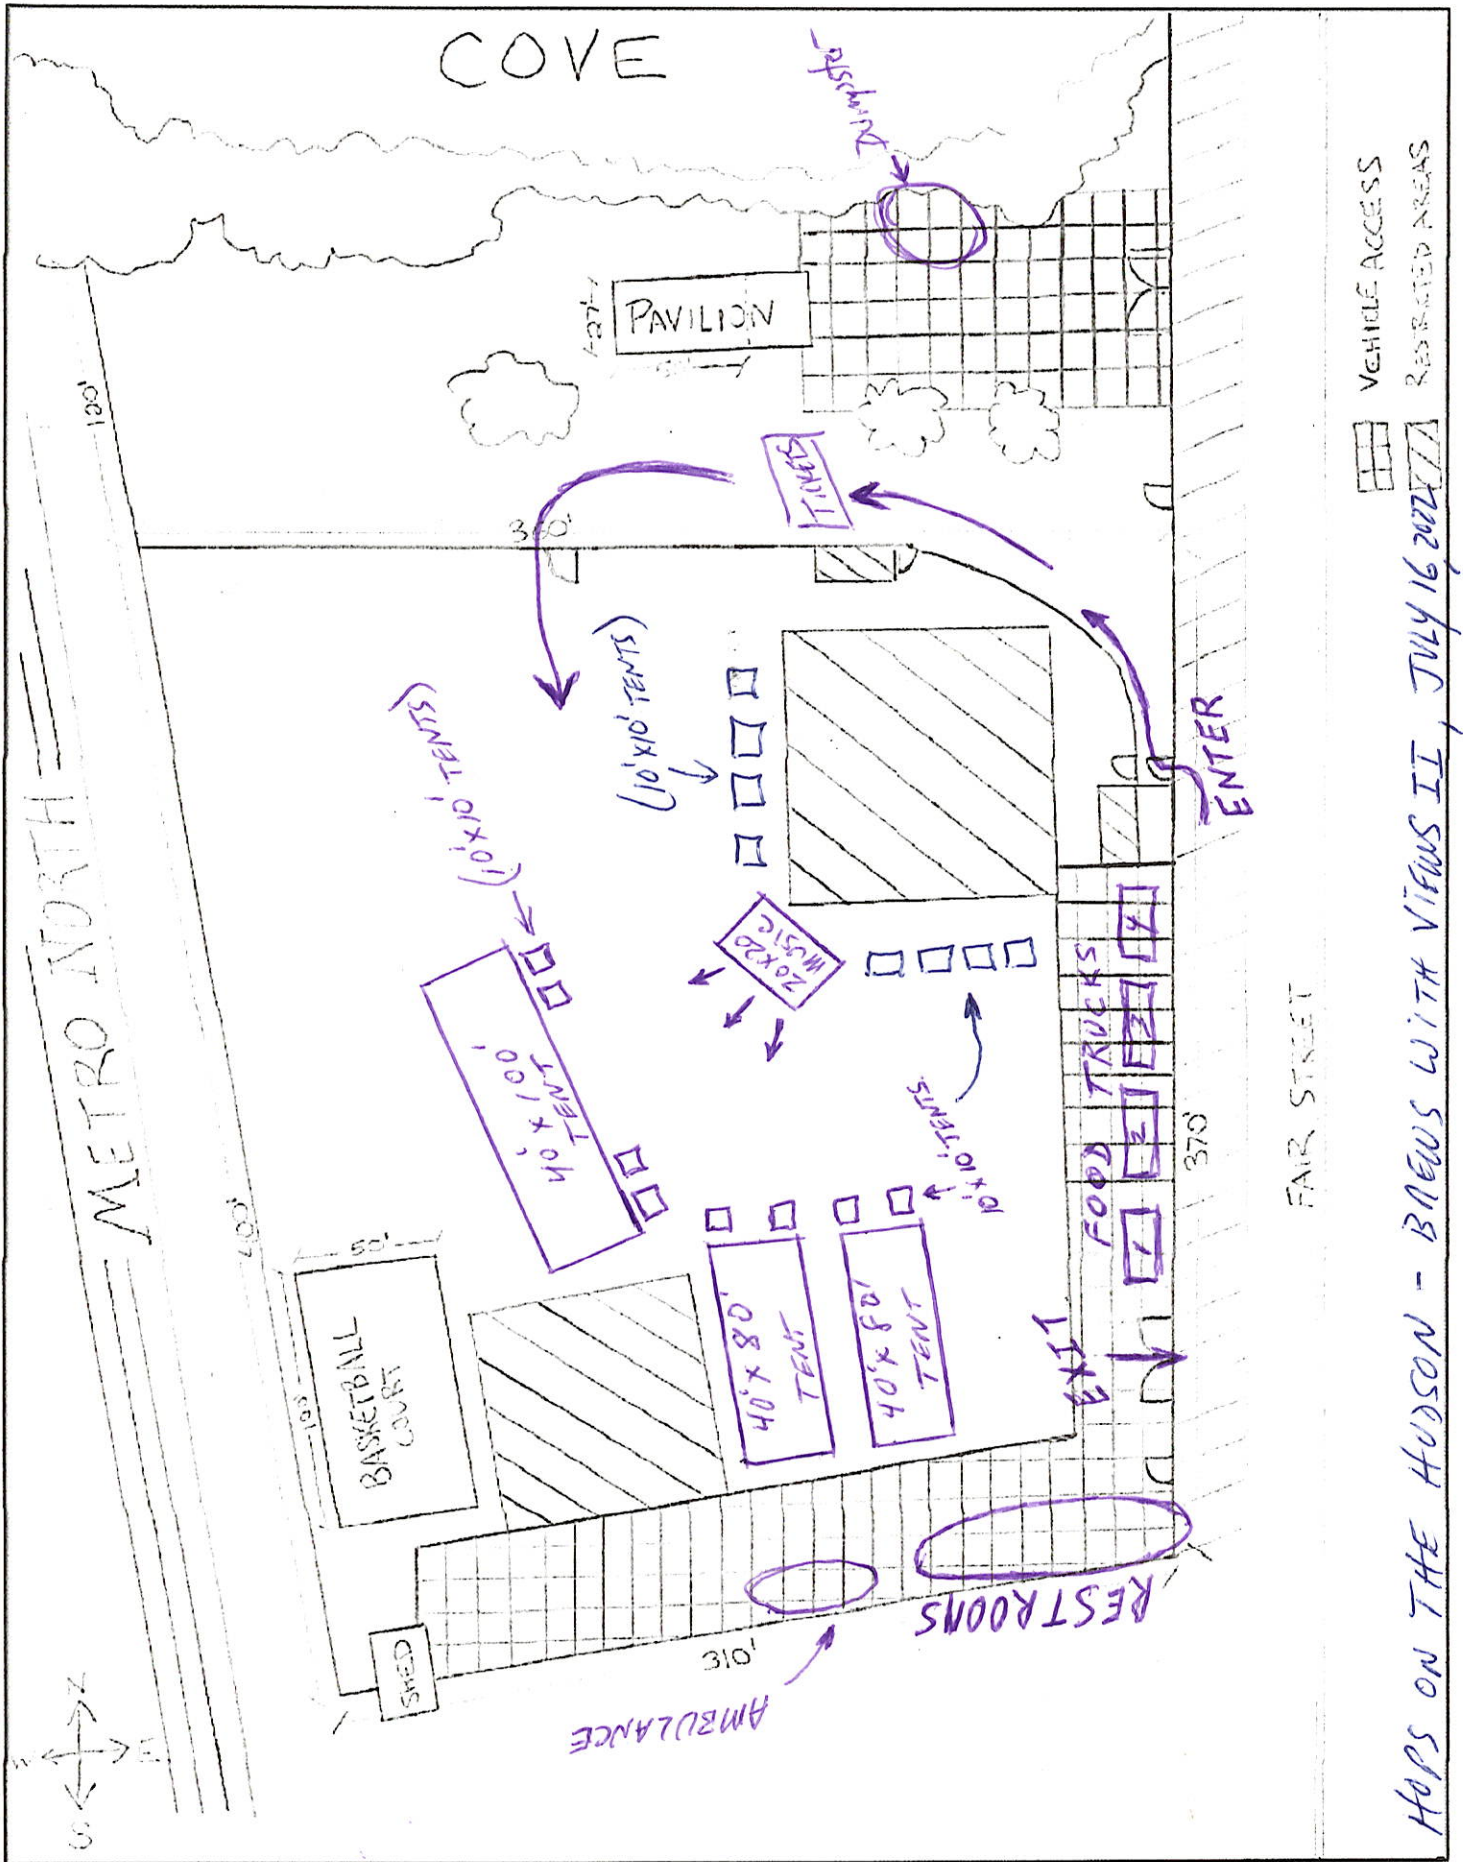 COVE
Dumpster
METRO NORTH
120'
PAVILION
TICKETS
360'
(10'x10' TENTS)
(10'x10' TENTS)
40' x 100'
TENT
20x20
MUSIC
10'x10' TENTS
400'
50'
100'
BASKETBALL
COURT
40' x 80'
TENT
40' x 80'
TENT
SHED
310'
AMBULANCE
RESTROOMS
EXIT
FOOD TRUCKS
1
2
3
4
ENTER
370'
FAIR STREET
S
N
E
VEHICLE ACCESS
RESTRICTED AREAS
HOPS ON THE HUDSON - BREWS WITH VIEWS II, JULY 16, 2022